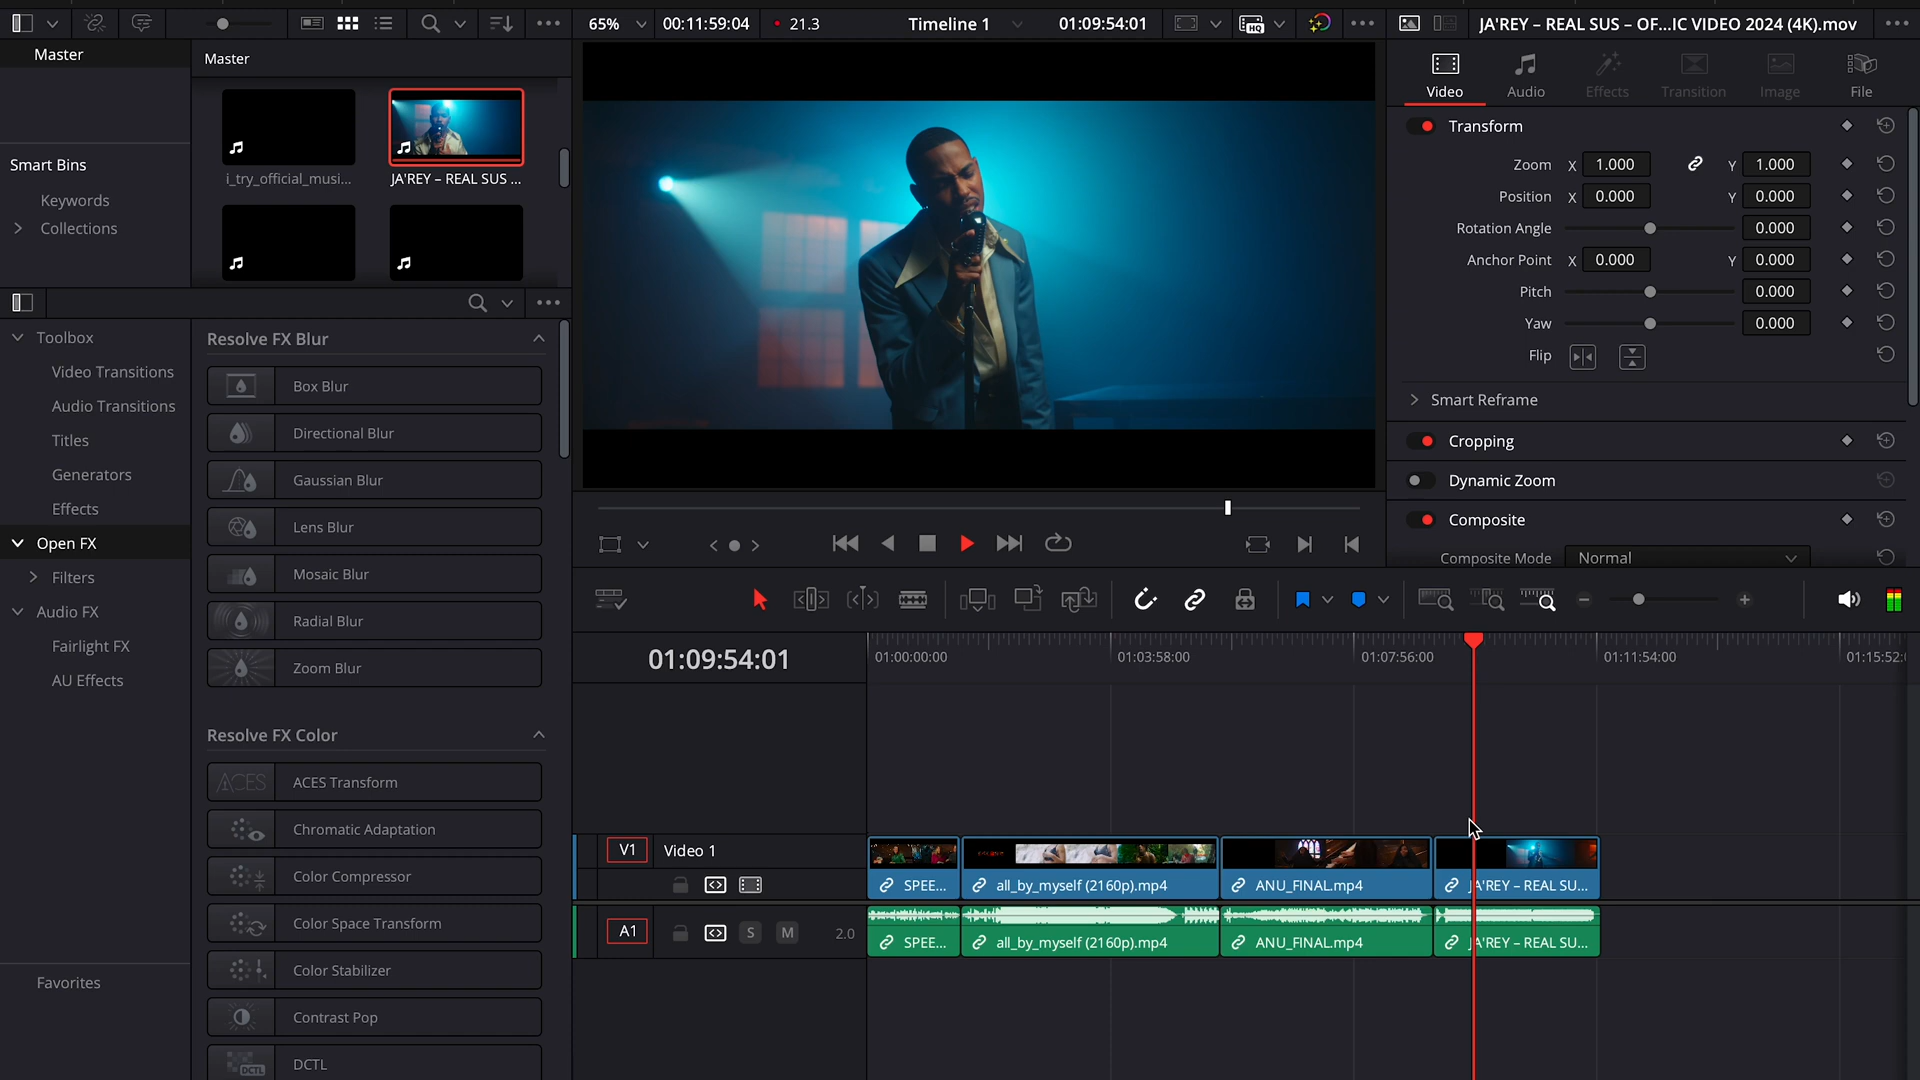 65%
00:11:59:04
21.3
Timeline 1
01:09:54:01
HQ
JA'REY – REAL SUS – OF...IC VIDEO 2024 (4K).mov
Master
Master
Smart Bins
Keywords
Collections
i_try_official_musi...
JA'REY – REAL SUS ...
Video
Audio
Effects
Transition
Image
File
Transform
Zoom X 1.000 Y 1.000
Position X 0.000 Y 0.000
Rotation Angle 0.000
Anchor Point X 0.000 Y 0.000
Pitch 0.000
Yaw 0.000
Flip
Smart Reframe
Cropping
Dynamic Zoom
Composite
Composite Mode Normal
Toolbox
Video Transitions
Audio Transitions
Titles
Generators
Effects
Open FX
Filters
Audio FX
Fairlight FX
AU Effects
Favorites
Resolve FX Blur
Box Blur
Directional Blur
Gaussian Blur
Lens Blur
Mosaic Blur
Radial Blur
Zoom Blur
Resolve FX Color
ACES
ACES Transform
Chromatic Adaptation
Color Compressor
Color Space Transform
Color Stabilizer
Contrast Pop
DCTL
DCTL
01:09:54:01
01:00:00:00
01:03:58:00
01:07:56:00
01:11:54:00
01:15:52:
V1 Video 1
SPEE...
all_by_myself (2160p).mp4
ANU_FINAL.mp4
JA'REY – REAL SU...
A1
S
M
2.0
SPEE...
all_by_myself (2160p).mp4
ANU_FINAL.mp4
JA'REY – REAL SU...